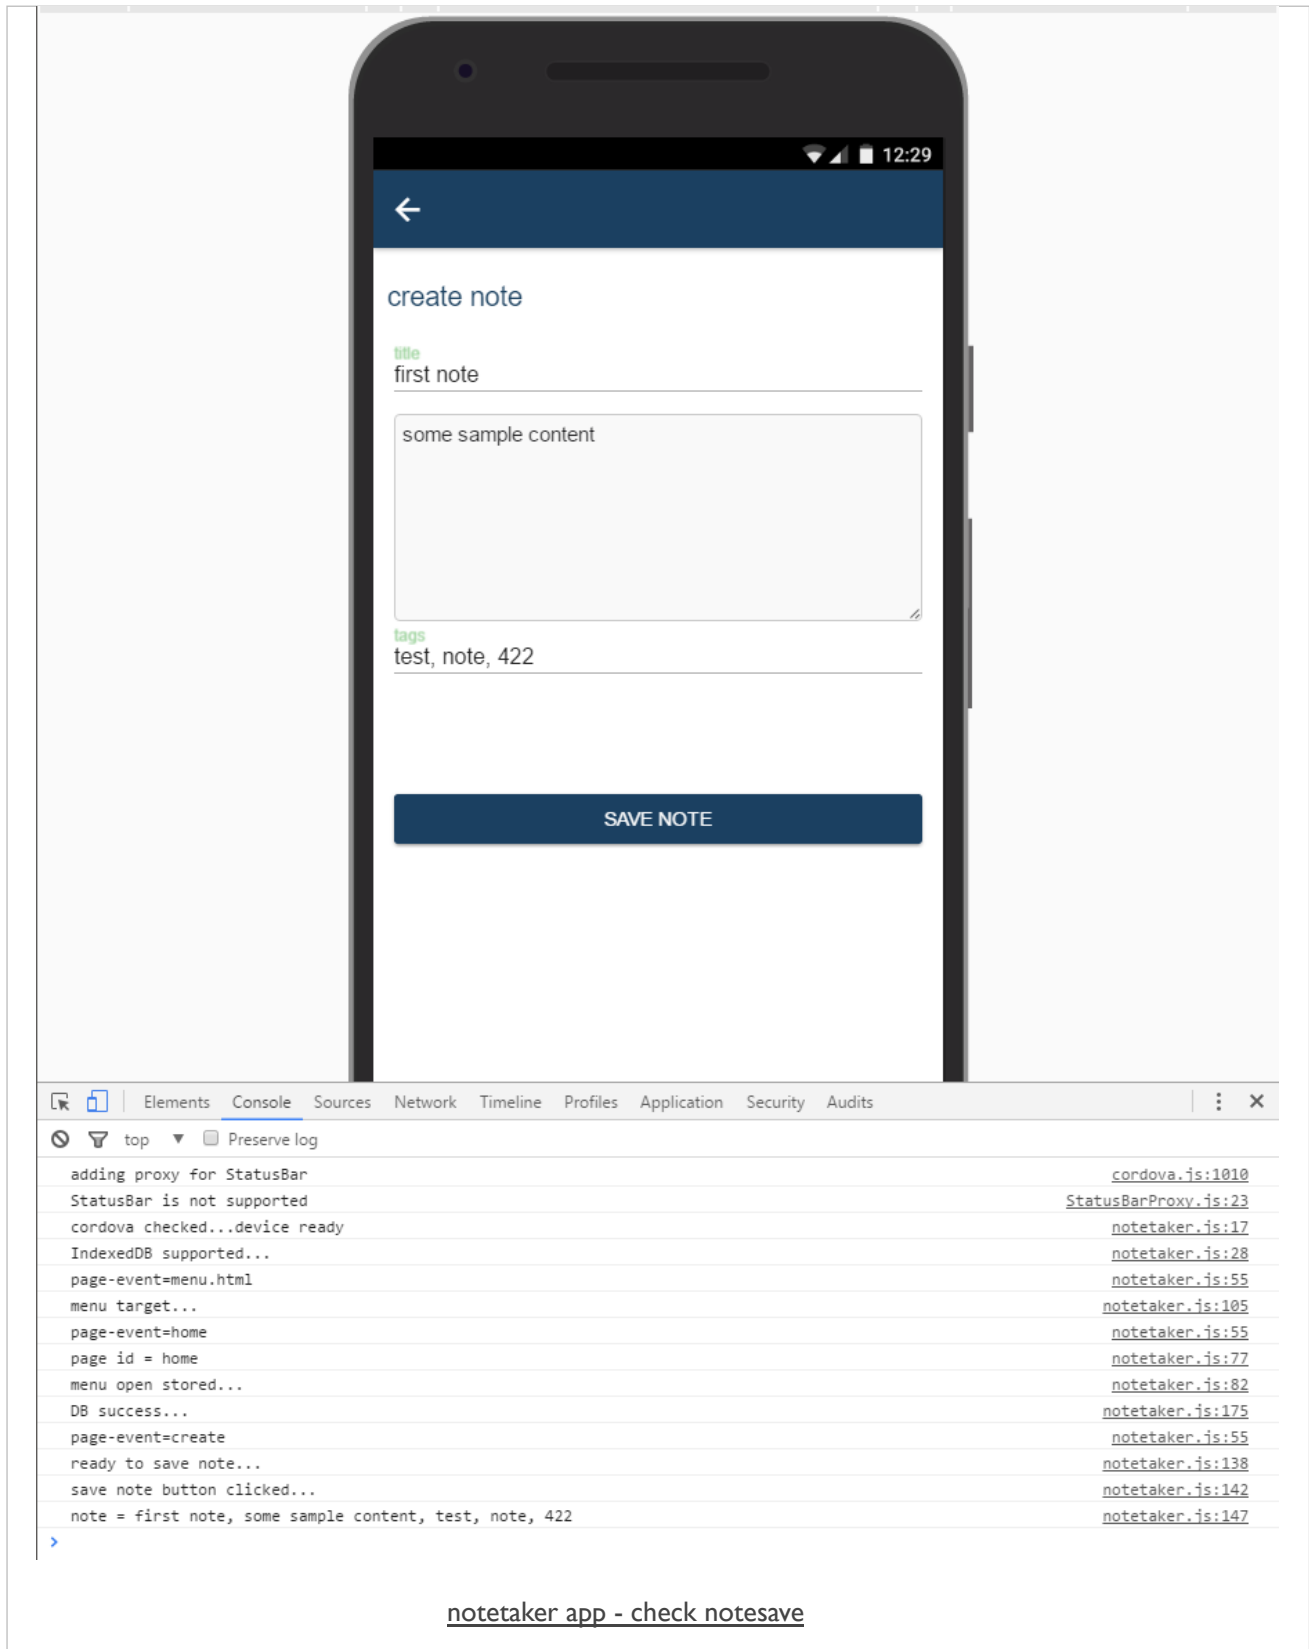 12:29
create note
title
first note
some sample content
tags
test, note, 422
SAVE NOTE
Elements Console Sources Network Timeline Profiles Application Security Audits
top Preserve log
adding proxy for StatusBar cordova.js:1010
StatusBar is not supported StatusBarProxy.js:23
cordova checked...device ready notetaker.js:17
IndexedDB supported... notetaker.js:28
page-event=menu.html notetaker.js:55
menu target... notetaker.js:105
page-event=home notetaker.js:55
page id = home notetaker.js:77
menu open stored... notetaker.js:82
DB success... notetaker.js:175
page-event=create notetaker.js:55
ready to save note... notetaker.js:138
save note button clicked... notetaker.js:142
note = first note, some sample content, test, note, 422 notetaker.js:147
notetaker app - check notesave